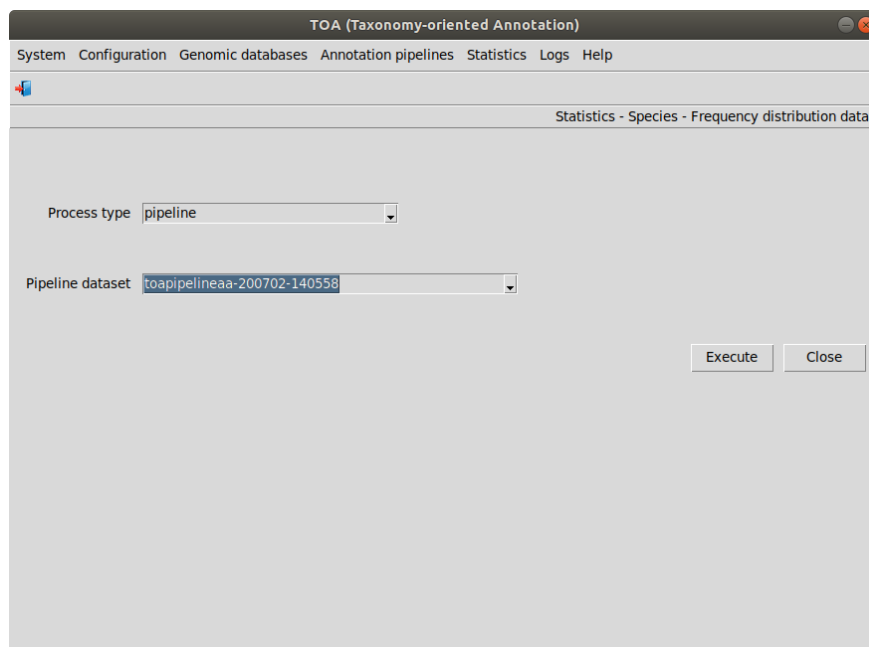 TOA (Taxonomy-oriented Annotation)
System Configuration Genomic databases Annotation pipelines Statistics Logs Help
Statistics - Species - Frequency distribution data
Process type pipeline
Pipeline dataset toapipelineaa-200702-140558
Execute Close